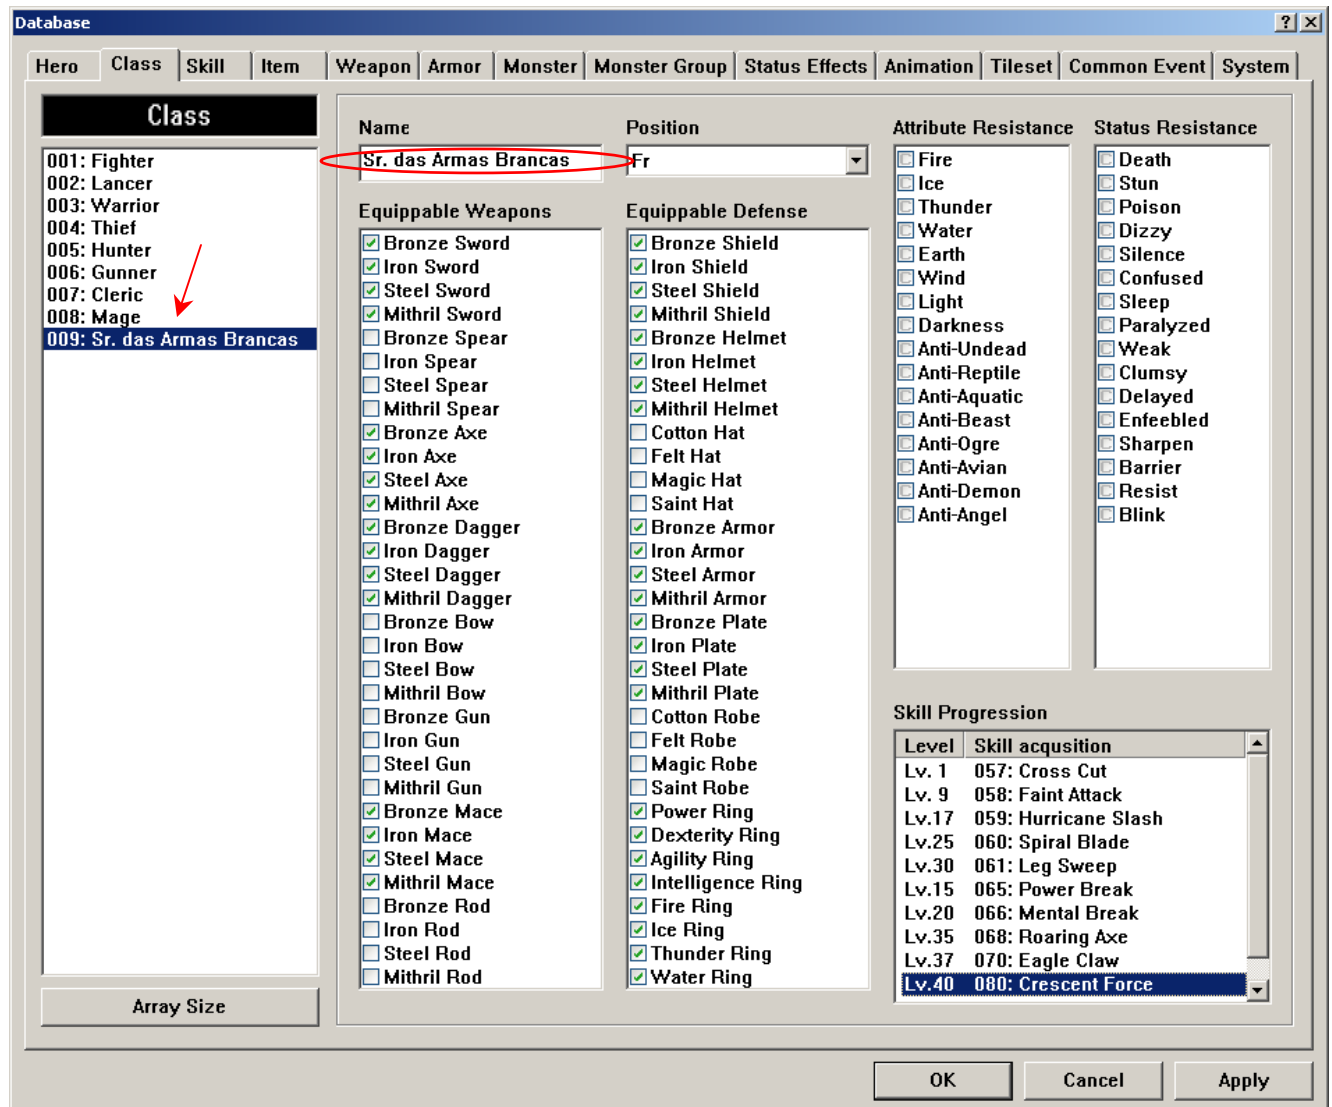 Database
Hero Class Skill Item Weapon Armor Monster Monster Group Status Effects Animation Tileset Common Event System
Class
001: Fighter
002: Lancer
003: Warrior
004: Thief
005: Hunter
006: Gunner
007: Cleric
008: Mage
009: Sr. das Armas Brancas
Array Size
Name
Sr. das Armas Brancas
Position
Fr
Equippable Weapons
Bronze Sword
Iron Sword
Steel Sword
Mithril Sword
Bronze Spear
Iron Spear
Steel Spear
Mithril Spear
Bronze Axe
Iron Axe
Steel Axe
Mithril Axe
Bronze Dagger
Iron Dagger
Steel Dagger
Mithril Dagger
Bronze Bow
Iron Bow
Steel Bow
Mithril Bow
Bronze Gun
Iron Gun
Steel Gun
Mithril Gun
Bronze Mace
Iron Mace
Steel Mace
Mithril Mace
Bronze Rod
Iron Rod
Steel Rod
Mithril Rod
Equippable Defense
Bronze Shield
Iron Shield
Steel Shield
Mithril Shield
Bronze Helmet
Iron Helmet
Steel Helmet
Mithril Helmet
Cotton Hat
Felt Hat
Magic Hat
Saint Hat
Bronze Armor
Iron Armor
Steel Armor
Mithril Armor
Bronze Plate
Iron Plate
Steel Plate
Mithril Plate
Cotton Robe
Felt Robe
Magic Robe
Saint Robe
Power Ring
Dexterity Ring
Agility Ring
Intelligence Ring
Fire Ring
Ice Ring
Thunder Ring
Water Ring
Attribute Resistance
C Fire
C Ice
C Thunder
C Water
C Earth
C Wind
C Light
C Darkness
C Anti-Undead
C Anti-Reptile
C Anti-Aquatic
C Anti-Beast
C Anti-Ogre
C Anti-Avian
C Anti-Demon
C Anti-Angel
Status Resistance
C Death
C Stun
C Poison
C Dizzy
C Silence
C Confused
C Sleep
C Paralyzed
C Weak
C Clumsy
C Delayed
C Enfeebled
C Sharpen
C Barrier
C Resist
C Blink
Skill Progression
Level Skill acqusition
Lv. 1 057: Cross Cut
Lv. 9 058: Faint Attack
Lv.17 059: Hurricane Slash
Lv.25 060: Spiral Blade
Lv.30 061: Leg Sweep
Lv.15 065: Power Break
Lv.20 066: Mental Break
Lv.35 068: Roaring Axe
Lv.37 070: Eagle Claw
Lv.40 080: Crescent Force
OK Cancel Apply